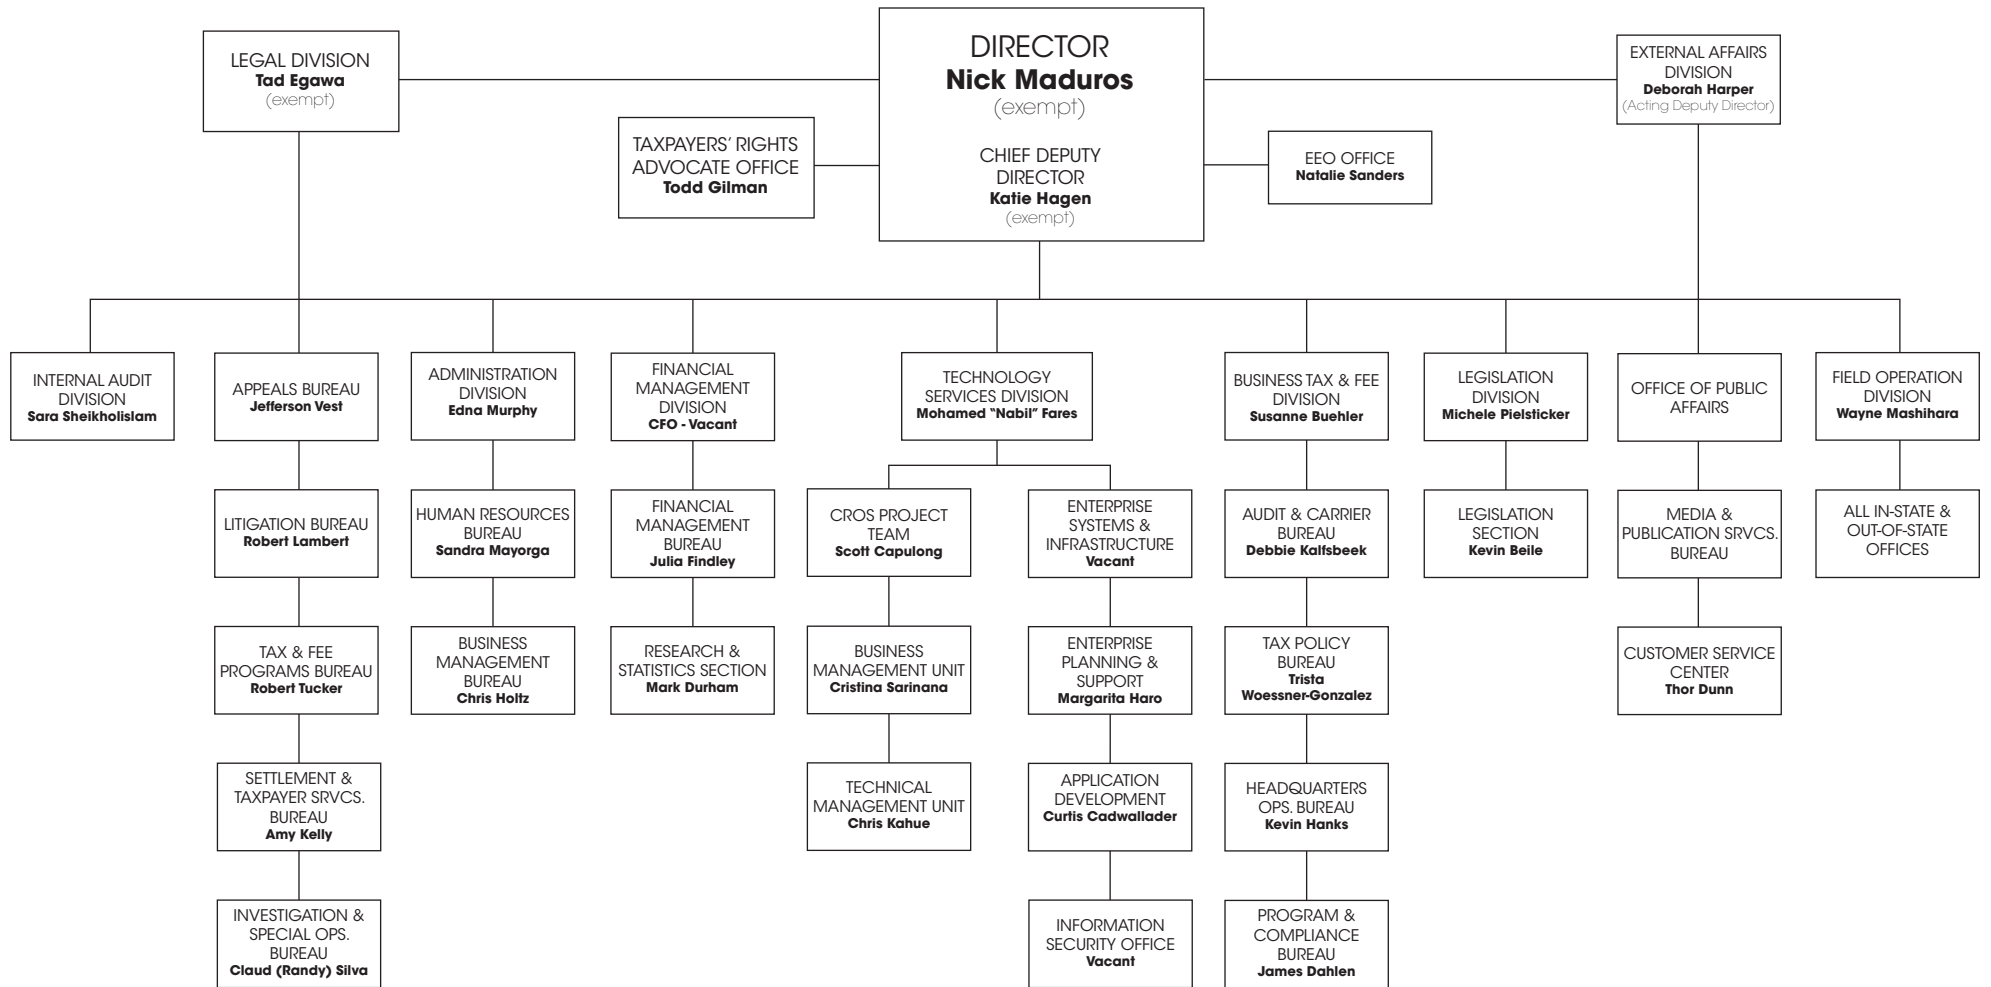 LEGAL DIVISION
Tad Egawa
(exempt)
DIRECTOR
Nick Maduros
(exempt)
CHIEF DEPUTY
DIRECTOR
Katie Hagen
(exempt)
EXTERNAL AFFAIRS
DIVISION
Deborah Harper
(Acting Deputy Director)
TAXPAYERS’ RIGHTS
ADVOCATE OFFICE
Todd Gilman
EEO OFFICE
Natalie Sanders
INTERNAL AUDIT
DIVISION
Sara Sheikholislam
APPEALS BUREAU
Jefferson Vest
ADMINISTRATION
DIVISION
Edna Murphy
FINANCIAL
MANAGEMENT
DIVISION
CFO - Vacant
TECHNOLOGY
SERVICES DIVISION
Mohamed “Nabil” Fares
BUSINESS TAX & FEE
DIVISION
Susanne Buehler
LEGISLATION
DIVISION
Michele Pielsticker
OFFICE OF PUBLIC
AFFAIRS
FIELD OPERATION
DIVISION
Wayne Mashihara
LITIGATION BUREAU
Robert Lambert
HUMAN RESOURCES
BUREAU
Sandra Mayorga
FINANCIAL
MANAGEMENT
BUREAU
Julia Findley
CROS PROJECT
TEAM
Scott Capulong
ENTERPRISE
SYSTEMS &
INFRASTRUCTURE
Vacant
AUDIT & CARRIER
BUREAU
Debbie Kalfsbeek
LEGISLATION
SECTION
Kevin Beile
MEDIA &
PUBLICATION SRVCS.
BUREAU
ALL IN-STATE &
OUT-OF-STATE
OFFICES
TAX & FEE
PROGRAMS BUREAU
Robert Tucker
BUSINESS
MANAGEMENT
BUREAU
Chris Holtz
RESEARCH &
STATISTICS SECTION
Mark Durham
BUSINESS
MANAGEMENT UNIT
Cristina Sarinana
ENTERPRISE
PLANNING &
SUPPORT
Margarita Haro
TAX POLICY
BUREAU
Trista
Woessner-Gonzalez
CUSTOMER SERVICE
CENTER
Thor Dunn
SETTLEMENT &
TAXPAYER SRVCS.
BUREAU
Amy Kelly
TECHNICAL
MANAGEMENT UNIT
Chris Kahue
APPLICATION
DEVELOPMENT
Curtis Cadwallader
HEADQUARTERS
OPS. BUREAU
Kevin Hanks
INVESTIGATION &
SPECIAL OPS.
BUREAU
Claud (Randy) Silva
INFORMATION
SECURITY OFFICE
Vacant
PROGRAM &
COMPLIANCE
BUREAU
James Dahlen